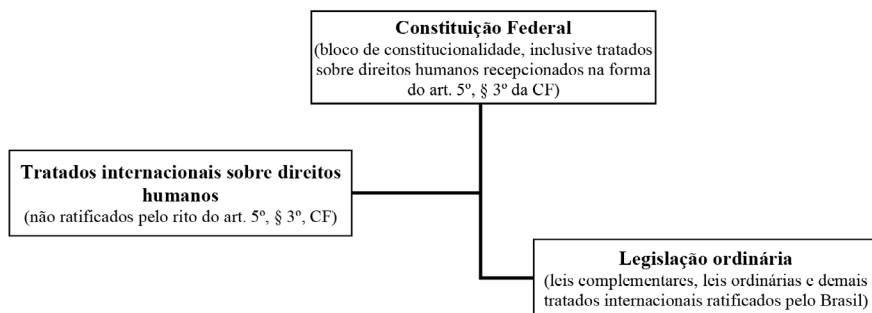 Constituição Federal
(bloco de constitucionalidade, inclusive tratados
sobre direitos humanos recepcionados na forma
do art. 5º, § 3º da CF)
Tratados internacionais sobre direitos
humanos
(não ratificados pelo rito do art. 5º, § 3º, CF)
Legislação ordinária
(leis complementares, leis ordinárias e demais
tratados internacionais ratificados pelo Brasil)